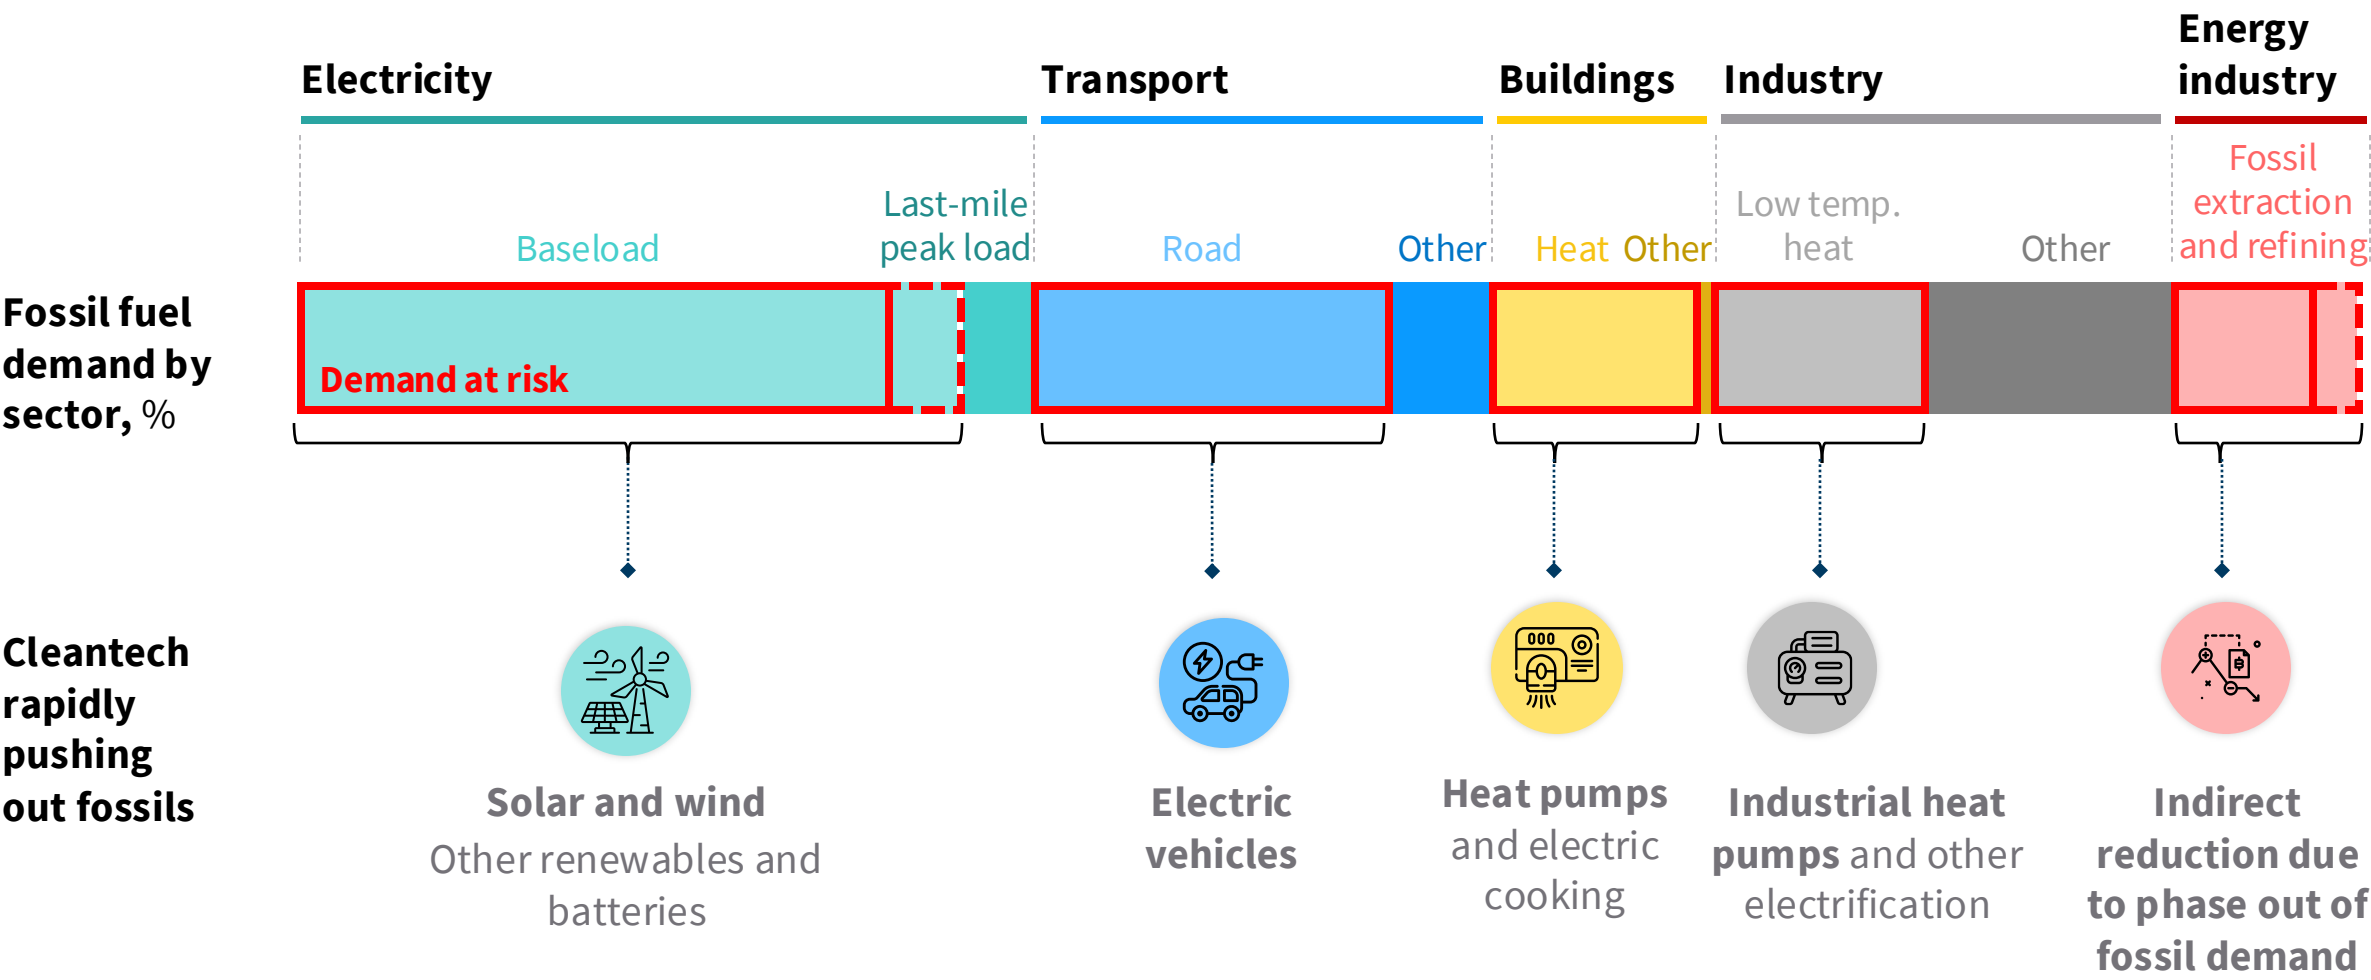 Electricity
Transport
Buildings
Industry
Energy
industry
Baseload
Last-mile
peak load
Road
Other
Heat
Other
Low temp.
heat
Other
Fossil
extraction
and refining
Fossil fuel
demand by
sector, %
Demand at risk
Cleantech
rapidly
pushing
out fossils
Solar and wind
Other renewables and
batteries
Electric
vehicles
Heat pumps
and electric
cooking
Industrial heat
pumps and other
electrification
Indirect
reduction due
to phase out of
fossil demand